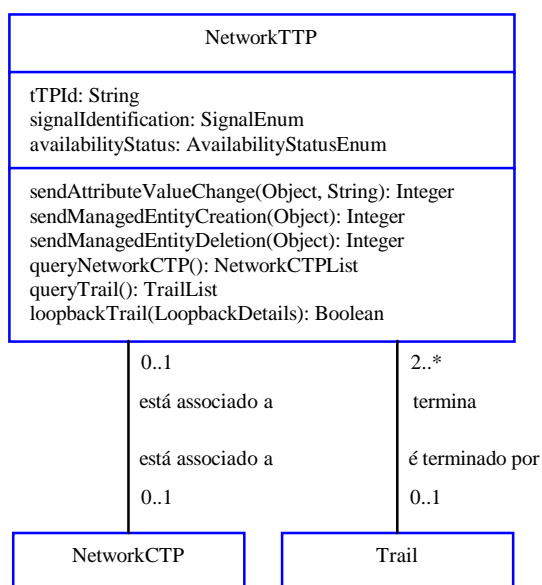 NetworkTTP
tTPId: String
signalIdentification: SignalEnum
availabilityStatus: AvailabilityStatusEnum
sendAttributeValueChange(Object, String): Integer
sendManagedEntityCreation(Object): Integer
sendManagedEntityDeletion(Object): Integer
queryNetworkCTP(): NetworkCTPList
queryTrail(): TrailList
loopbackTrail(LoopbackDetails): Boolean
0..1 2..*
está associado a termina
está associado a é terminado por
0..1 0..1
NetworkCTP Trail